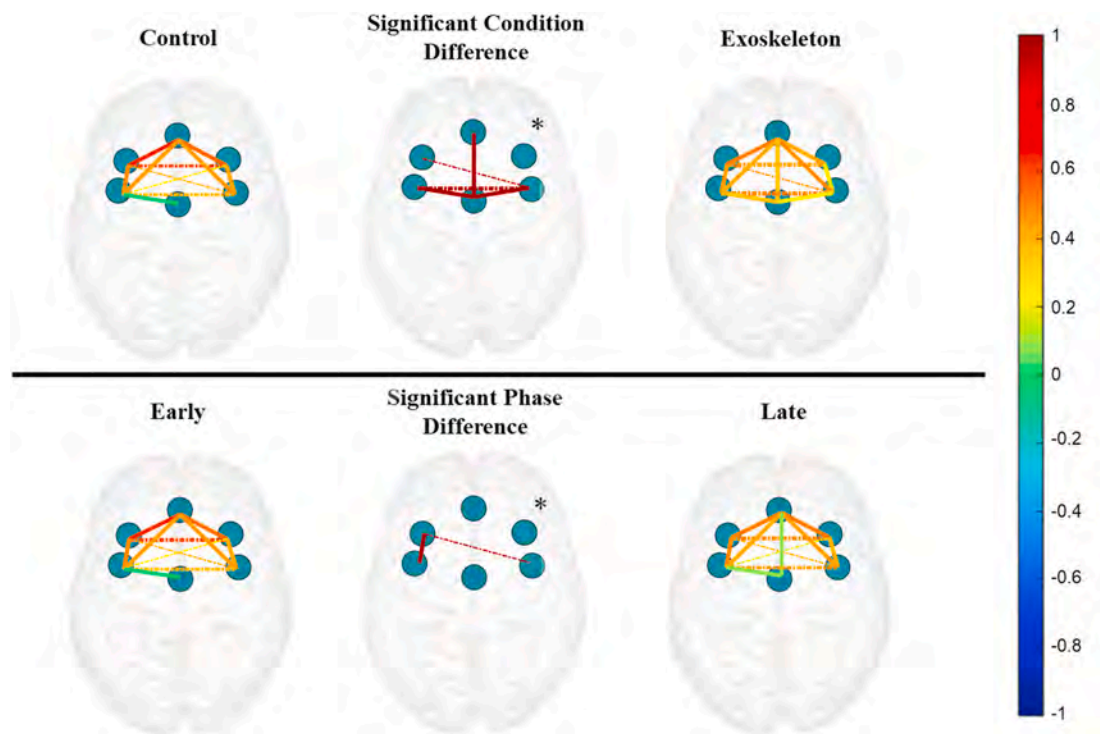 Control
Significant Condition
Difference
Exoskeleton
*
1
0.8
0.6
0.4
0.2
0
-0.2
-0.4
-0.6
-0.8
-1
Early
Significant Phase
Difference
Late
*